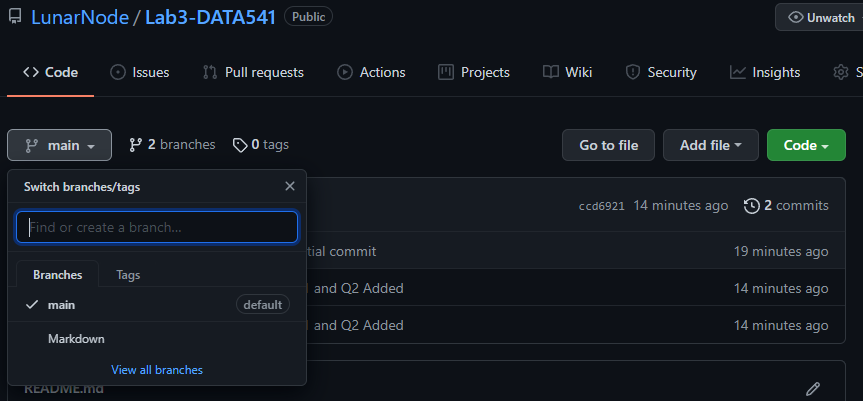 LunarNode / Lab3-DATA541 Public
Unwatch
Code Issues Pull requests Actions Projects Wiki Security Insights S
main 2 branches 0 tags Go to file Add file Code
Switch branches/tags
Find or create a branch...
Branches Tags
main default
Markdown
View all branches
ccd6921 14 minutes ago 2 commits
tial commit 19 minutes ago
and Q2 Added 14 minutes ago
and Q2 Added 14 minutes ago
README.md